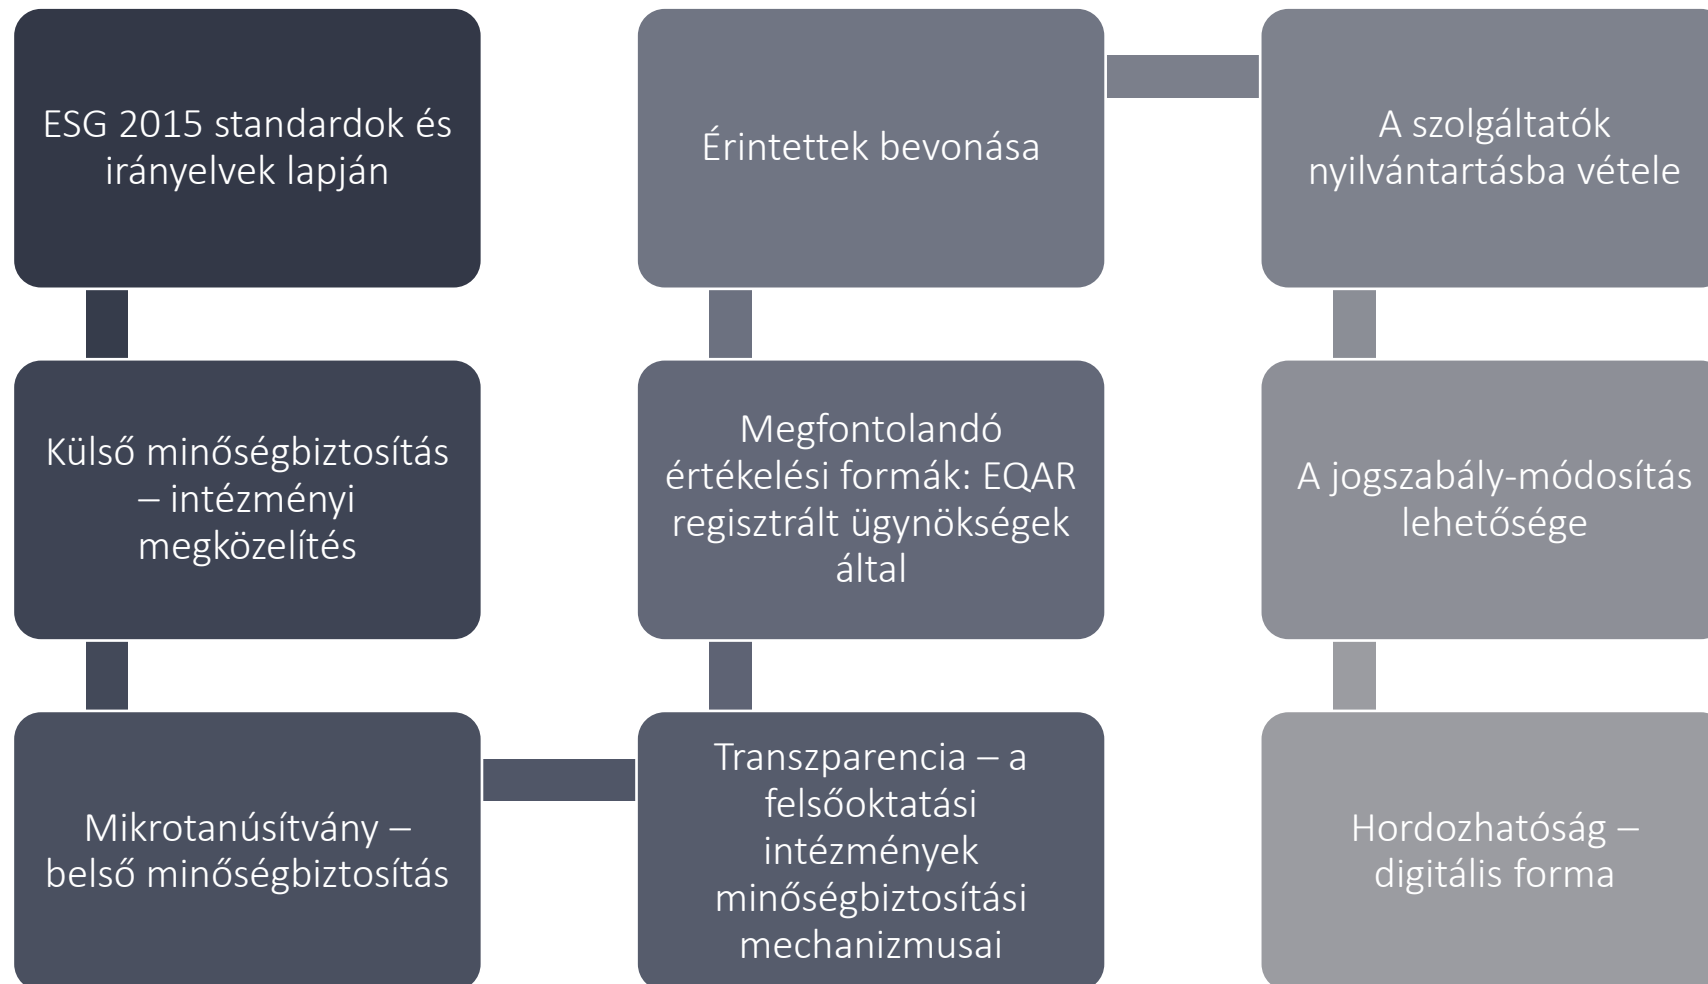 ESG 2015 standardok és
irányelvek lapján
Külső minőségbiztosítás
– intézményi
megközelítés
Mikrotanúsítvány –
belső minőségbiztosítás
Transzparencia – a
felsőoktatási
intézmények
minőségbiztosítási
mechanizmusai
Megfontolandó
értékelési formák: EQAR
regisztrált ügynökségek
által
Érintettek bevonása
A szolgáltatók
nyilvántartásba vétele
A jogszabály-módosítás
lehetősége
Hordozhatóság –
digitális forma